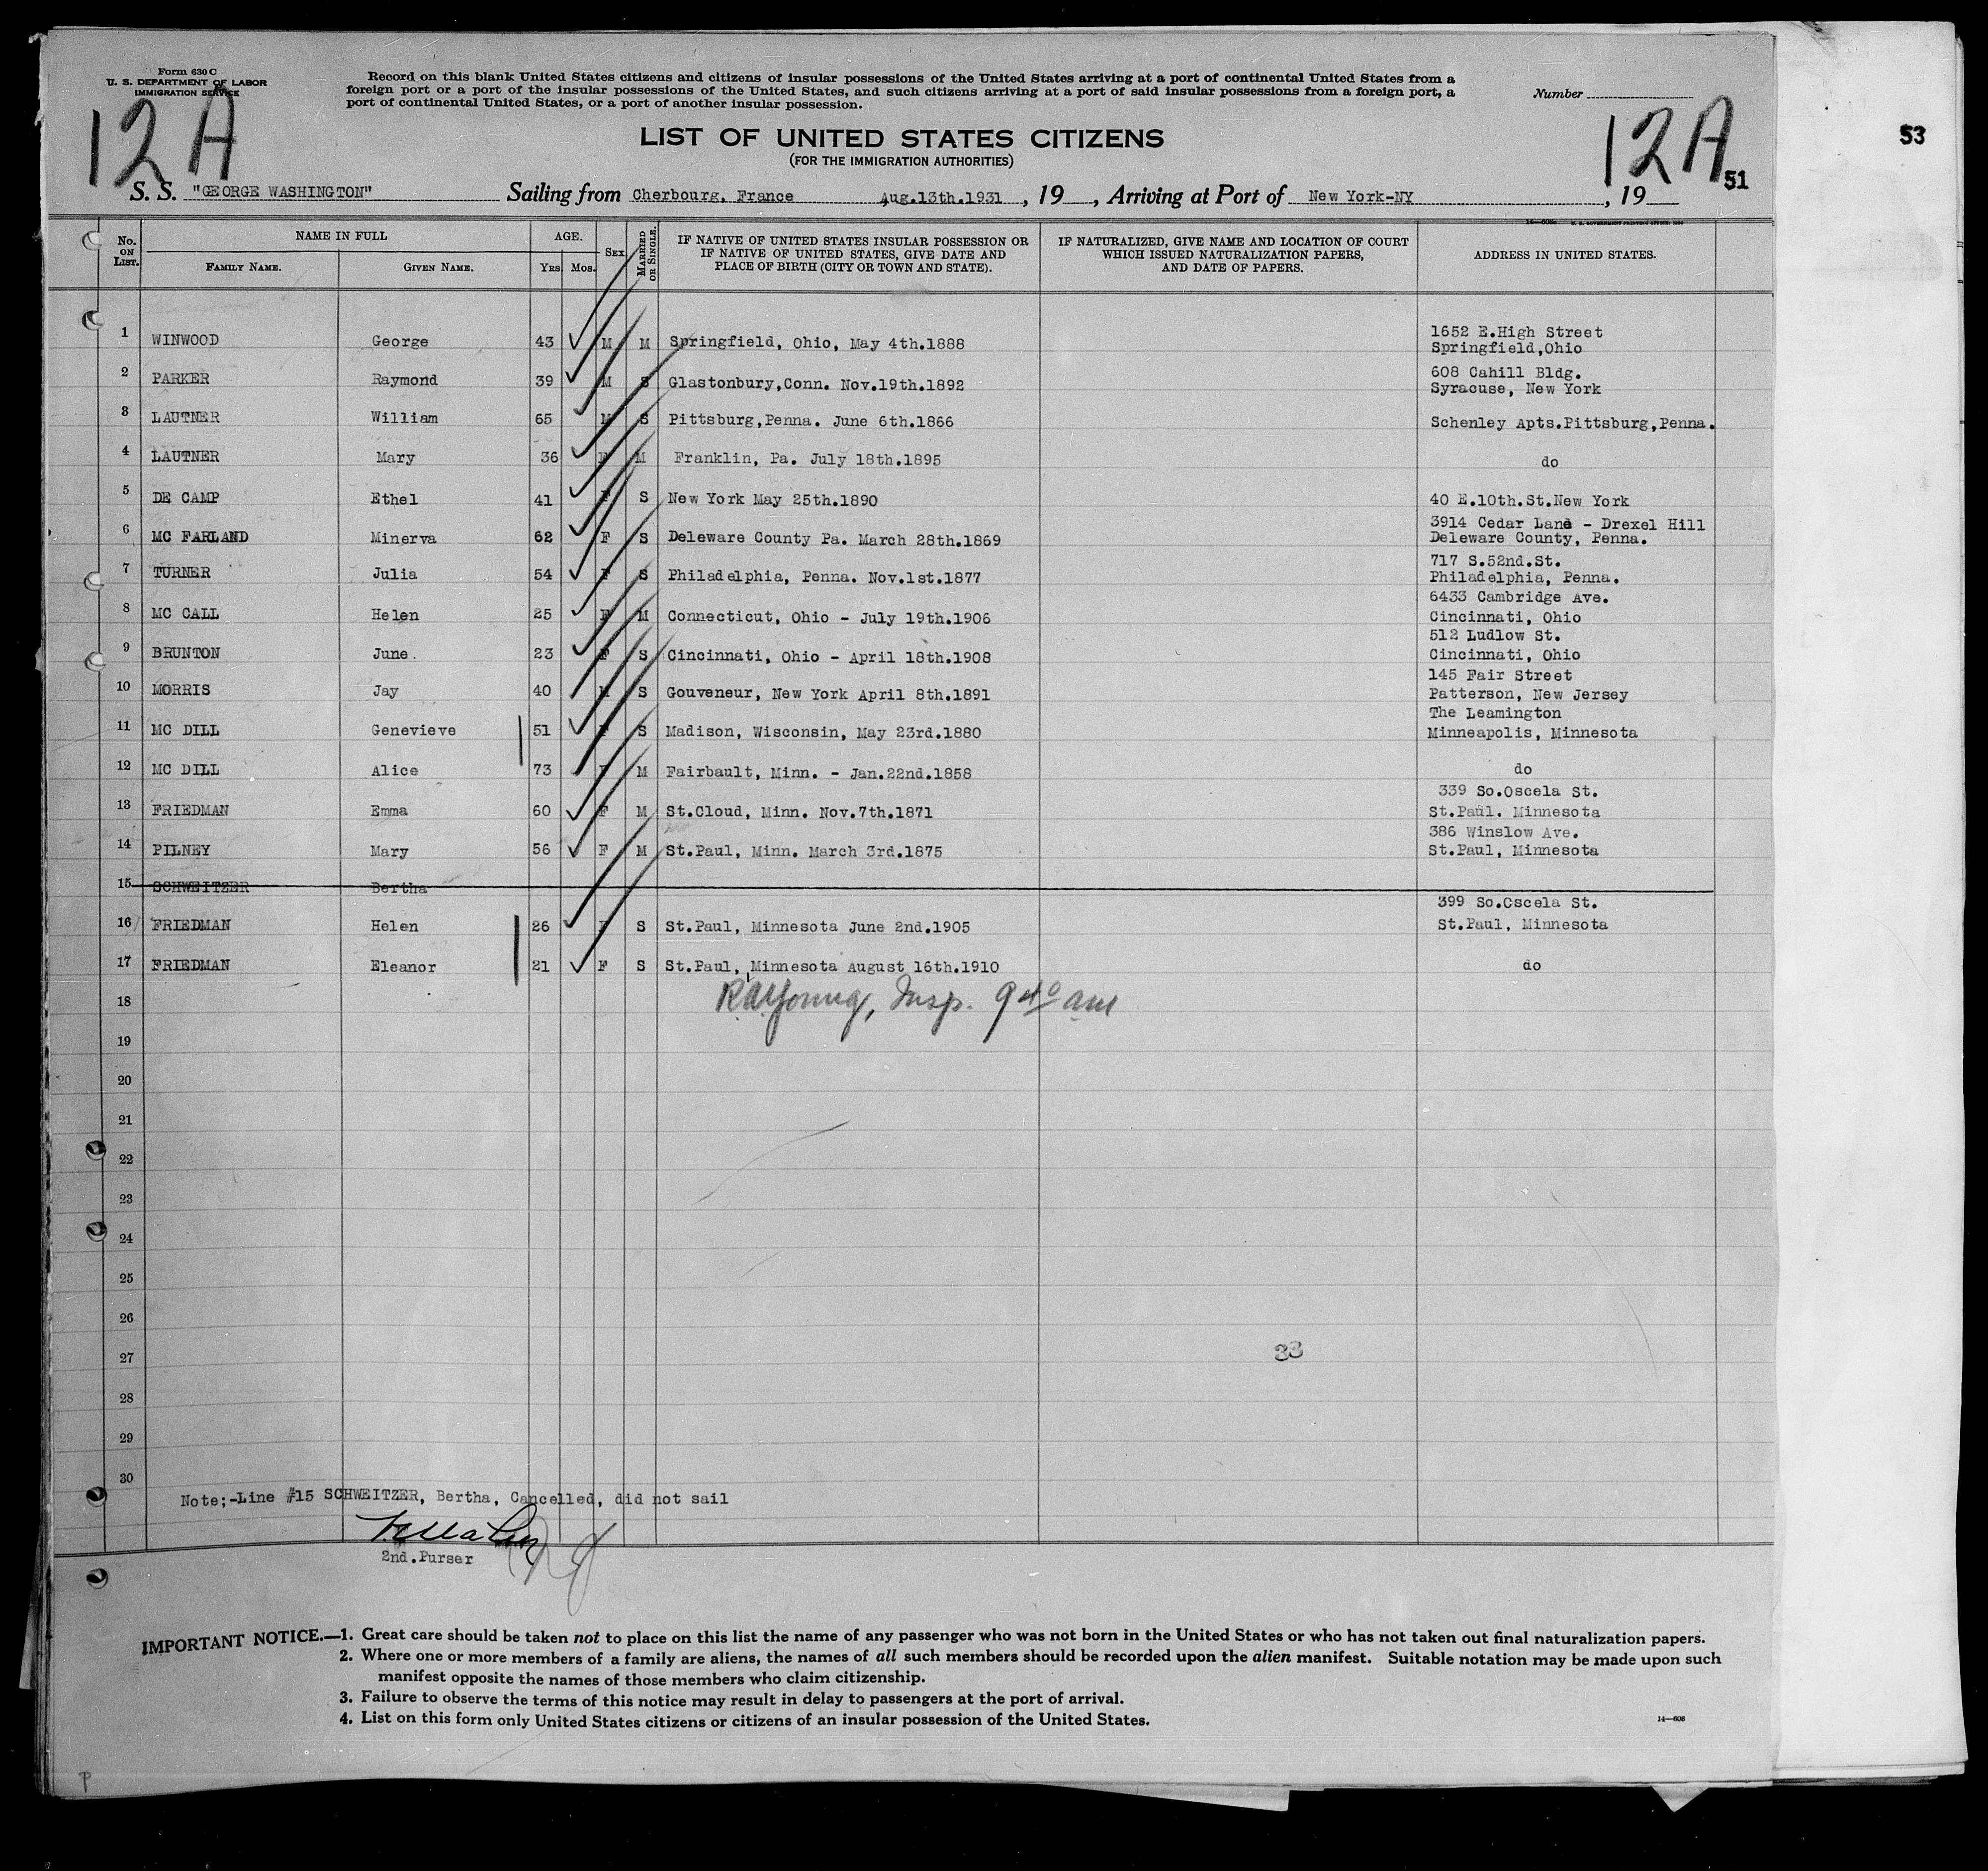 Form 630 C
U. S. DEPARTMENT OF LABOR
IMMIGRATION SERVICE
Record on this blank United States citizens and citizens of insular possessions of the United States arriving at a port of continental United States from a
foreign port or a port of the insular possessions of the United States, and such citizens arriving at a port of said insular possessions from a foreign port, a
port of continental United States, or a port of another insular possession.
Number
12A
12A
53
51
LIST OF UNITED STATES CITIZENS
(FOR THE IMMIGRATION AUTHORITIES)
S. S. "GEORGE WASHINGTON" Sailing from Cherbourg, France Aug.13th.1931, 19 , Arriving at Port of New York-NY , 19
No. ON LIST. NAME IN FULL FAMILY NAME. GIVEN NAME. AGE. YRS. MOS. SEX MARRIED OR SINGLE. IF NATIVE OF UNITED STATES INSULAR POSSESSION OR IF NATIVE OF UNITED STATES, GIVE DATE AND PLACE OF BIRTH (CITY OR TOWN AND STATE). IF NATURALIZED, GIVE NAME AND LOCATION OF COURT WHICH ISSUED NATURALIZATION PAPERS, AND DATE OF PAPERS. ADDRESS IN UNITED STATES.
1 WINWOOD George 43 M M Springfield, Ohio, May 4th.1888 1652 E.High Street
Springfield,Ohio
2 PARKER Raymond 39 M S Glastonbury,Conn. Nov.19th.1892 608 Cahill Bldg.
Syracuse, New York
3 LAUTNER William 65 M S Pittsburg,Penna. June 6th.1866 Schenley Apts.Pittsburg,Penna.
4 LAUTNER Mary 36 F M Franklin, Pa. July 18th.1895 do
5 DE CAMP Ethel 41 F S New York May 25th.1890 40 E.10th.St.New York
6 MC FARLAND Minerva 62 F S Deleware County Pa. March 28th.1869 3914 Cedar Lane - Drexel Hill
Deleware County, Penna.
7 TURNER Julia 54 F S Philadelphia, Penna. Nov.1st.1877 717 S.52nd.St.
Philadelphia, Penna.
8 MC CALL Helen 25 F M Connecticut, Ohio - July 19th.1906 6433 Cambridge Ave.
Cincinnati, Ohio
9 BRUNTON June. 23 F S Cincinnati, Ohio - April 18th.1908 512 Ludlow St.
Cincinnati, Ohio
10 MORRIS Jay 40 M S Gouveneur, New York April 8th.1891 145 Fair Street
Patterson, New Jersey
11 MC DILL Genevieve 51 F S Madison, Wisconsin, May 23rd.1880 The Leamington
Minneapolis, Minnesota
12 MC DILL Alice 73 F M Fairbault, Minn. - Jan.22nd.1858 do
13 FRIEDMAN Emma 60 F M St.Cloud, Minn. Nov.7th.1871 339 So.Oscela St.
St.Paul. Minnesota
14 PILNEY Mary 56 F M St.Paul, Minn. March 3rd.1875 386 Winslow Ave.
St.Paul, Minnesota
15 SCHWEITZER Bertha
16 FRIEDMAN Helen 26 F S St.Paul, Minnesota June 2nd.1905 399 So.Oscela St.
St.Paul, Minnesota
17 FRIEDMAN Eleanor 21 F S St.Paul, Minnesota August 16th.1910 do
18 Young, Insp. 9 40 am
19
20
21
22
23
24
25
26
27 33
28
29
30
Note;-Line #15 SCHWEITZER, Bertha, Cancelled, did not sail
2nd.Purser
IMPORTANT NOTICE.—1. Great care should be taken not to place on this list the name of any passenger who was not born in the United States or who has not taken out final naturalization papers.
2. Where one or more members of a family are aliens, the names of all such members should be recorded upon the alien manifest. Suitable notation may be made upon such
manifest opposite the names of those members who claim citizenship.
3. Failure to observe the terms of this notice may result in delay to passengers at the port of arrival.
4. List on this form only United States citizens or citizens of an insular possession of the United States.
14—608